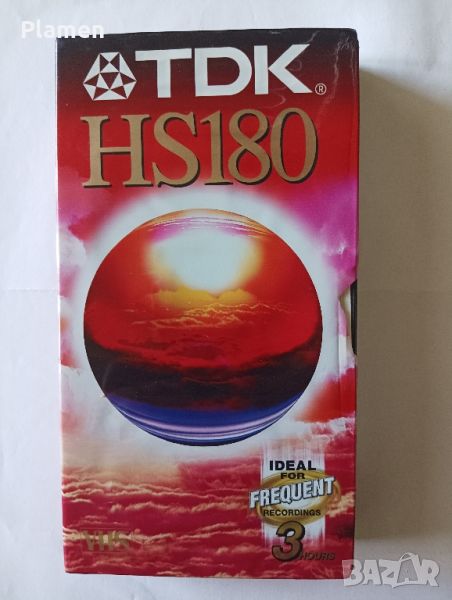 Plamen
TDK®
HS180
IDEAL
FOR
FREQUENT
RECORDINGS
3 HOURS
VHS
BAZAR